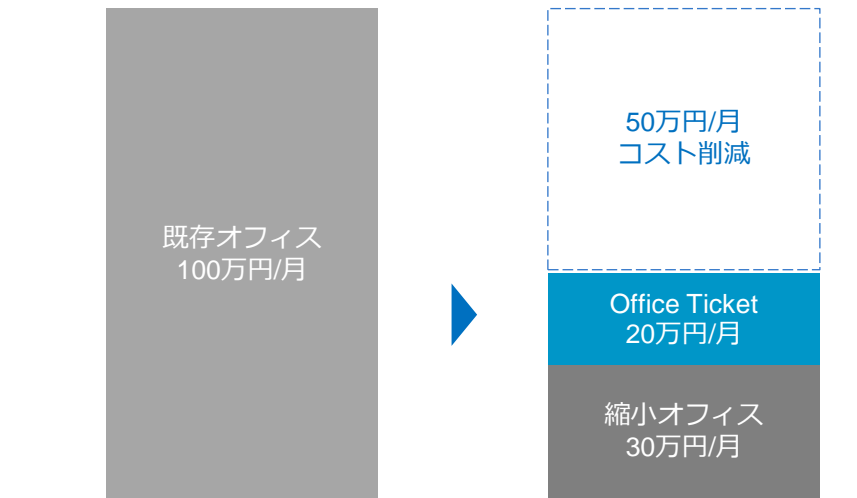 既存オフィス
100万円/月
50万円/月
コスト削減
Office Ticket
20万円/月
縮小オフィス
30万円/月